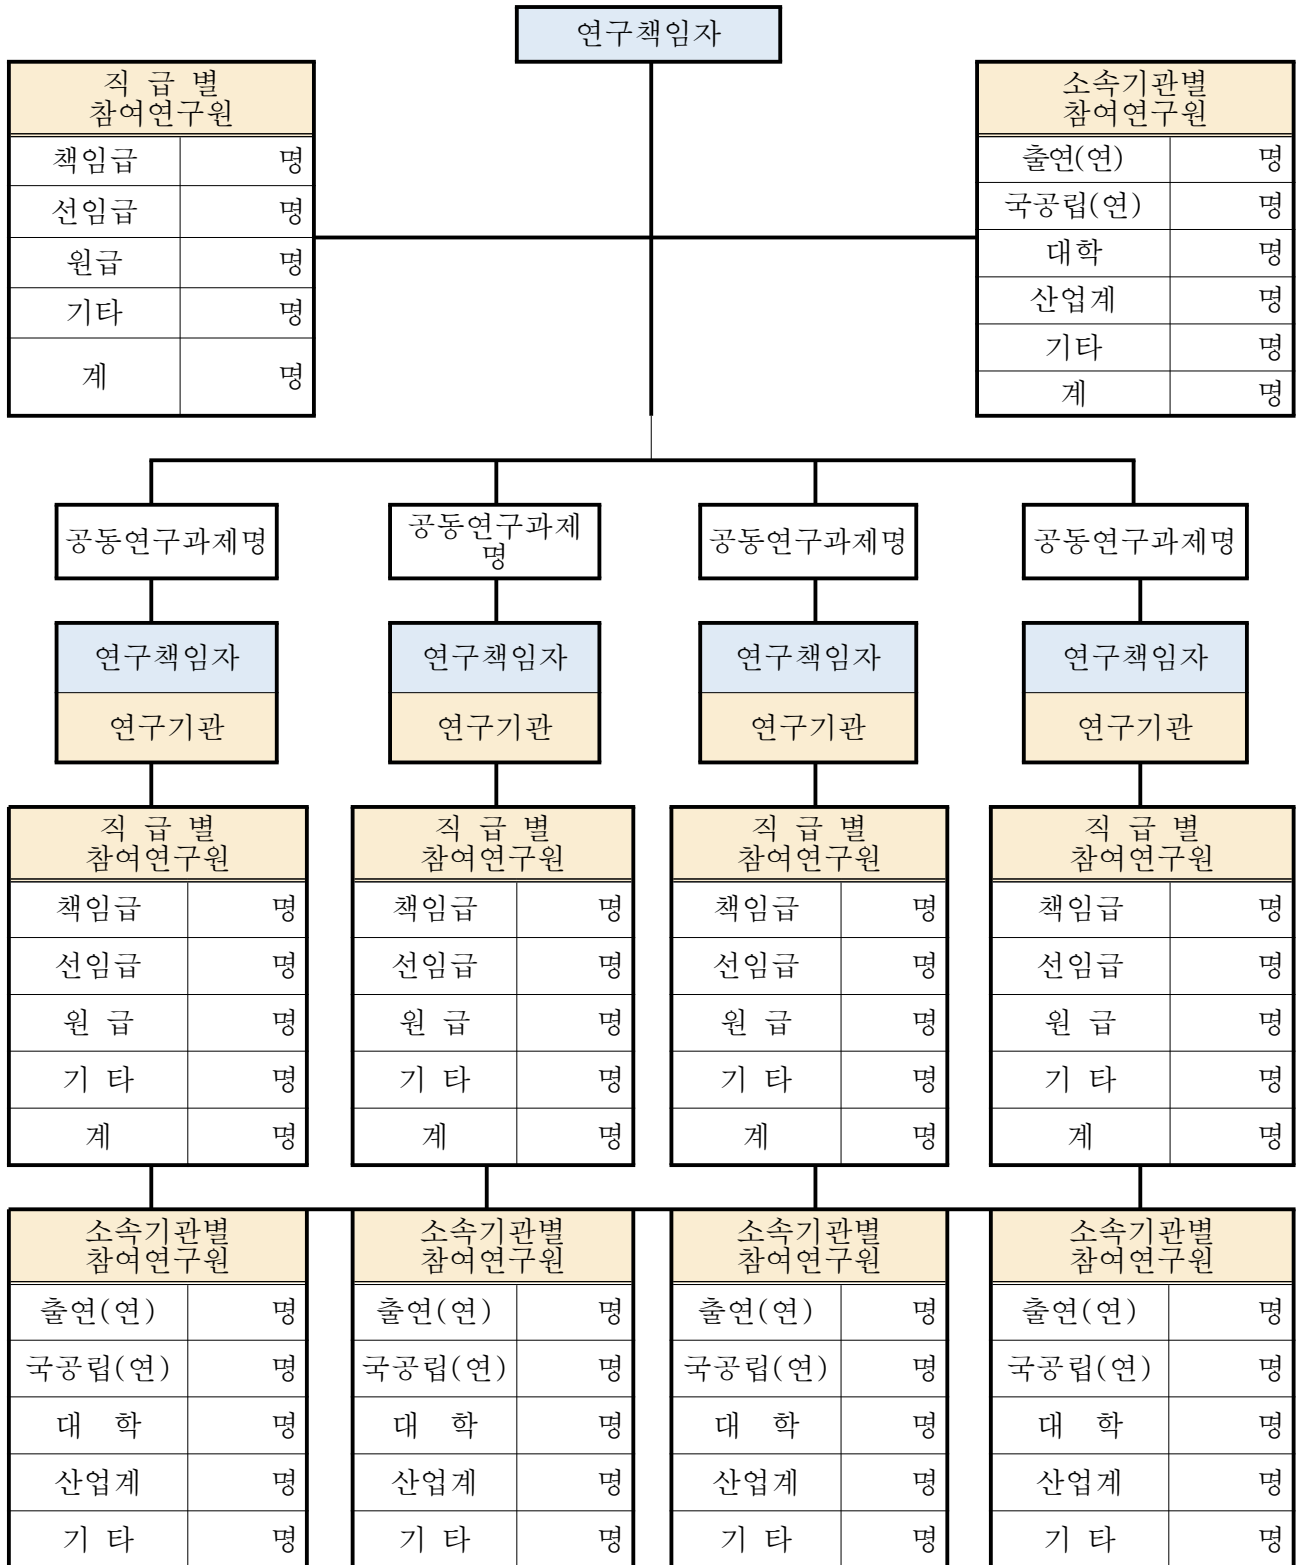 연구책임자
직 급 별
참여연구원
책임급 명
선임급 명
원급 명
기타 명
계 명
소속기관별
참여연구원
출연(연) 명
국공립(연) 명
대학 명
산업계 명
기타 명
계 명
공동연구과제명 공동연구과제 공동연구과제명 공동연구과제명
명
연구책임자 연구책임자 연구책임자 연구책임자
연구기관 연구기관 연구기관 연구기관
직 급 별 직 급 별 직 급 별 직 급 별
참여연구원 참여연구원 참여연구원 참여연구원
책임급 명 책임급 명 책임급 명 책임급 명
선임급 명 선임급 명 선임급 명 선임급 명
원 급 명 원 급 명 원 급 명 원 급 명
기 타 명 기 타 명 기 타 명 기 타 명
계 명 계 명 계 명 계 명
소속기관별 소속기관별 소속기관별 소속기관별
참여연구원 참여연구원 참여연구원 참여연구원
출연(연) 명 출연(연) 명 출연(연) 명 출연(연) 명
국공립(연) 명 국공립(연) 명 국공립(연) 명 국공립(연) 명
대 학 명 대 학 명 대 학 명 대 학 명
산업계 명 산업계 명 산업계 명 산업계 명
기 타 명 기 타 명 기 타 명 기 타 명